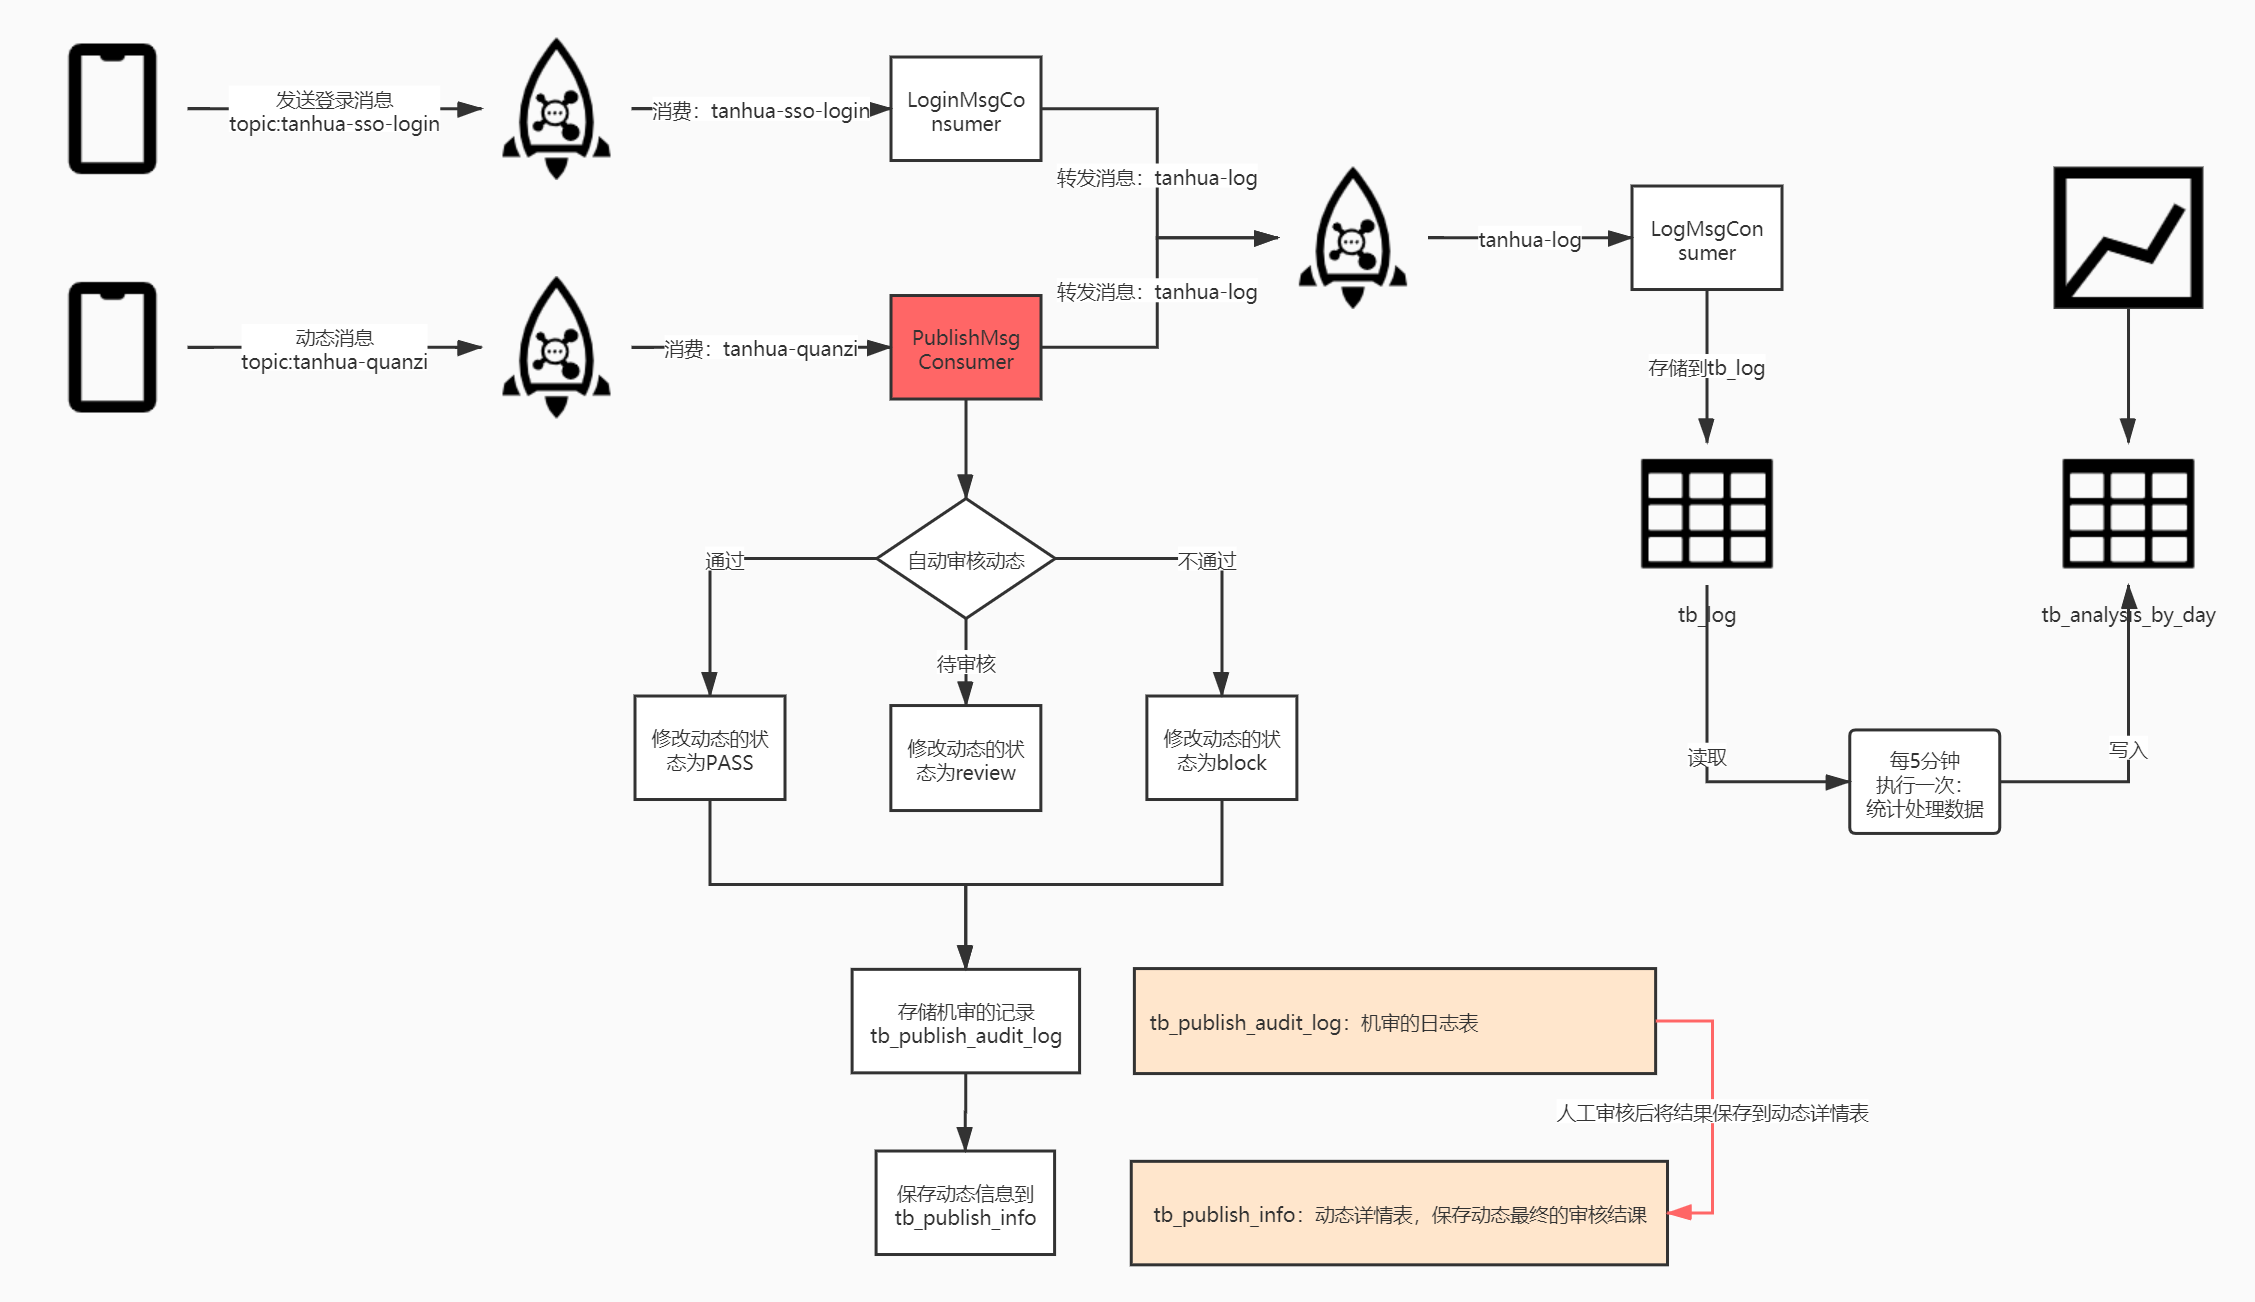 发送登录消息
topic:tanhua-sso-login
消费：tanhua-sso-login
LoginMsgCo
nsumer
转发消息：tanhua-log
tanhua-log
LogMsgCon
sumer
动态消息
topic:tanhua-quanzi
消费：tanhua-quanzi
PublishMsg
Consumer
转发消息：tanhua-log
存储到tb_log
通过
自动审核动态
不通过
tb_log
tb_analysis_by_day
待审核
修改动态的状
态为PASS
修改动态的状
态为review
修改动态的状
态为block
读取
每5分钟
执行一次：
统计处理数据
写入
存储机审的记录
tb_publish_audit_log
tb_publish_audit_log：机审的日志表
人工审核后将结果保存到动态详情表
保存动态信息到
tb_publish_info
tb_publish_info：动态详情表，保存动态最终的审核结课